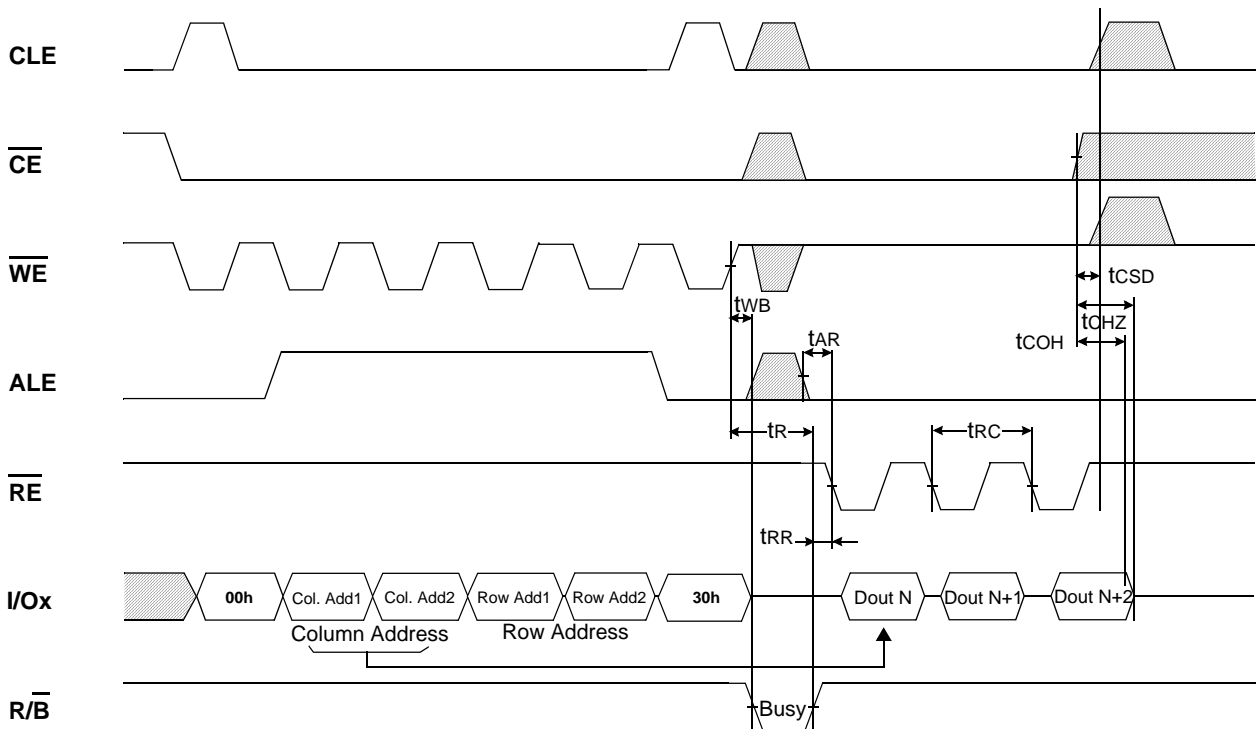 CLE
CE
WE
tCSD
tWB
tCHZ
tCOH
tAR
ALE
tR
tRC
RE
tRR
I/Ox
00h
Col. Add1
Col. Add2
Row Add1
Row Add2
30h
Dout N
Dout N+1
Dout N+2
Column Address
Row Address
R/B
Busy